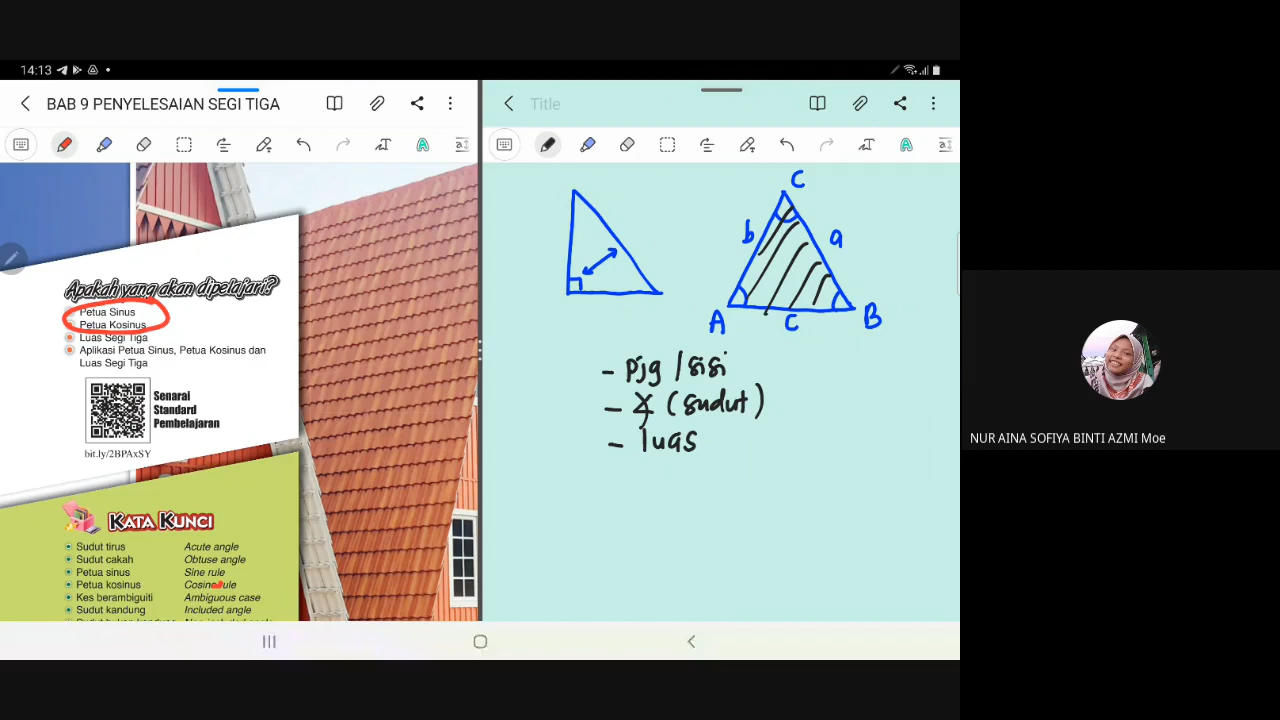 14:13
BAB 9 PENYELESAIAN SEGI TIGA
Apakah yang akan dipelajari?
Petua Sinus
Petua Kosinus
Luas Segi Tiga
Aplikasi Petua Sinus, Petua Kosinus dan
Luas Segi Tiga
Senarai
Standard
Pembelajaran
bit.ly/2BPAxSY
KATA KUNCI
Sudut tirus Acute angle
Sudut cakah Obtuse angle
Petua sinus Sine rule
Petua kosinus Cosine rule
Kes berambiguiti Ambiguous case
Sudut kandung Included angle
Title
C
b a
A c B
- pjg / sisi
- ∠ (sudut)
- luas
NUR AINA SOFIYA BINTI AZMI Moe